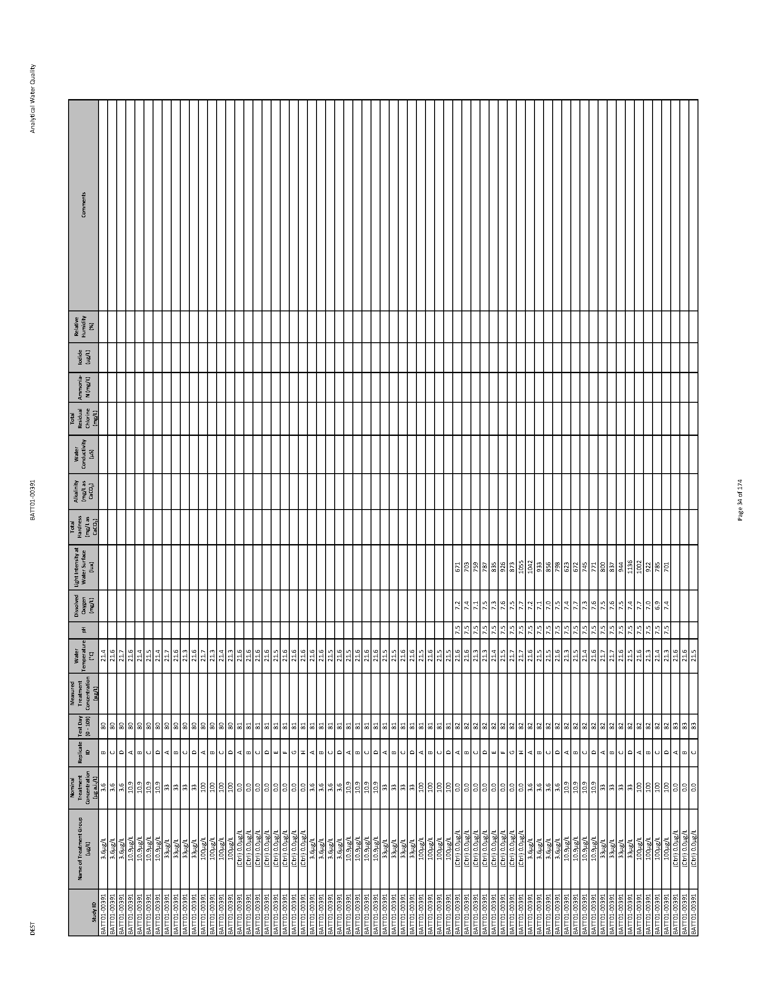 DEST BATT01-00391 Analytical Water Quality
Study ID Name of Treatment Group (µg/L) Nominal Treatment Concentration (µg a.i./L) Replicate ID Test Day (0 - 109) Measured Treatment Concentration (µg/L) Water Temperature (°C) pH Dissolved Oxygen (mg/L) Light Intensity at Water Surface (lux) Total Hardness (mg/L as CaCO₃) Alkalinity (mg/L as CaCO₃) Water Conductivity (µS) Total Residual Chlorine (mg/L) Ammonia-N (mg/L) Iodide (µg/L) Relative Humidity (%) Comments
BATT01-00391 3.6µg/L 3.6 B 80 21.4
BATT01-00391 3.6µg/L 3.6 C 80 21.6
BATT01-00391 3.6µg/L 3.6 D 80 21.7
BATT01-00391 10.9µg/L 10.9 A 80 21.6
BATT01-00391 10.9µg/L 10.9 B 80 21.4
BATT01-00391 10.9µg/L 10.9 C 80 21.5
BATT01-00391 10.9µg/L 10.9 D 80 21.4
BATT01-00391 33µg/L 33 A 80 21.7
BATT01-00391 33µg/L 33 B 80 21.6
BATT01-00391 33µg/L 33 C 80 21.3
BATT01-00391 33µg/L 33 D 80 21.6
BATT01-00391 100µg/L 100 A 80 21.7
BATT01-00391 100µg/L 100 B 80 21.3
BATT01-00391 100µg/L 100 C 80 21.4
BATT01-00391 100µg/L 100 D 80 21.3
BATT01-00391 (Ctrl) 0.0µg/L 0.0 A 81 21.6
BATT01-00391 (Ctrl) 0.0µg/L 0.0 B 81 21.6
BATT01-00391 (Ctrl) 0.0µg/L 0.0 C 81 21.6
BATT01-00391 (Ctrl) 0.0µg/L 0.0 D 81 21.6
BATT01-00391 (Ctrl) 0.0µg/L 0.0 E 81 21.5
BATT01-00391 (Ctrl) 0.0µg/L 0.0 F 81 21.6
BATT01-00391 (Ctrl) 0.0µg/L 0.0 G 81 21.6
BATT01-00391 (Ctrl) 0.0µg/L 0.0 H 81 21.6
BATT01-00391 3.6µg/L 3.6 A 81 21.6
BATT01-00391 3.6µg/L 3.6 B 81 21.6
BATT01-00391 3.6µg/L 3.6 C 81 21.5
BATT01-00391 3.6µg/L 3.6 D 81 21.6
BATT01-00391 10.9µg/L 10.9 A 81 21.5
BATT01-00391 10.9µg/L 10.9 B 81 21.6
BATT01-00391 10.9µg/L 10.9 C 81 21.6
BATT01-00391 10.9µg/L 10.9 D 81 21.6
BATT01-00391 33µg/L 33 A 81 21.5
BATT01-00391 33µg/L 33 B 81 21.5
BATT01-00391 33µg/L 33 C 81 21.6
BATT01-00391 33µg/L 33 D 81 21.6
BATT01-00391 100µg/L 100 A 81 21.5
BATT01-00391 100µg/L 100 B 81 21.6
BATT01-00391 100µg/L 100 C 81 21.5
BATT01-00391 100µg/L 100 D 81 21.5
BATT01-00391 (Ctrl) 0.0µg/L 0.0 A 82 21.6 7.5 7.2 671
BATT01-00391 (Ctrl) 0.0µg/L 0.0 B 82 21.6 7.5 7.4 703
BATT01-00391 (Ctrl) 0.0µg/L 0.0 C 82 21.3 7.5 7.1 759
BATT01-00391 (Ctrl) 0.0µg/L 0.0 D 82 21.3 7.5 7.5 787
BATT01-00391 (Ctrl) 0.0µg/L 0.0 E 82 21.4 7.5 7.3 835
BATT01-00391 (Ctrl) 0.0µg/L 0.0 F 82 21.5 7.5 7.6 926
BATT01-00391 (Ctrl) 0.0µg/L 0.0 G 82 21.7 7.5 7.5 873
BATT01-00391 (Ctrl) 0.0µg/L 0.0 H 82 21.7 7.5 7.7 1055
BATT01-00391 3.6µg/L 3.6 A 82 21.6 7.5 7.2 1042
BATT01-00391 3.6µg/L 3.6 B 82 21.5 7.5 7.1 933
BATT01-00391 3.6µg/L 3.6 C 82 21.5 7.5 7.0 856
BATT01-00391 3.6µg/L 3.6 D 82 21.6 7.5 7.5 798
BATT01-00391 10.9µg/L 10.9 A 82 21.3 7.5 7.4 623
BATT01-00391 10.9µg/L 10.9 B 82 21.5 7.5 7.7 672
BATT01-00391 10.9µg/L 10.9 C 82 21.4 7.5 7.3 745
BATT01-00391 10.9µg/L 10.9 D 82 21.6 7.5 7.6 771
BATT01-00391 33µg/L 33 A 82 21.7 7.5 7.5 800
BATT01-00391 33µg/L 33 B 82 21.7 7.5 7.6 837
BATT01-00391 33µg/L 33 C 82 21.6 7.5 7.5 944
BATT01-00391 33µg/L 33 D 82 21.5 7.5 7.4 1136
BATT01-00391 100µg/L 100 A 82 21.6 7.5 7.7 1002
BATT01-00391 100µg/L 100 B 82 21.3 7.5 7.0 922
BATT01-00391 100µg/L 100 C 82 21.4 7.5 6.9 785
BATT01-00391 100µg/L 100 D 82 21.3 7.5 7.4 701
BATT01-00391 (Ctrl) 0.0µg/L 0.0 A 83 21.6
BATT01-00391 (Ctrl) 0.0µg/L 0.0 B 83 21.6
BATT01-00391 (Ctrl) 0.0µg/L 0.0 C 83 21.5
Page 34 of 174